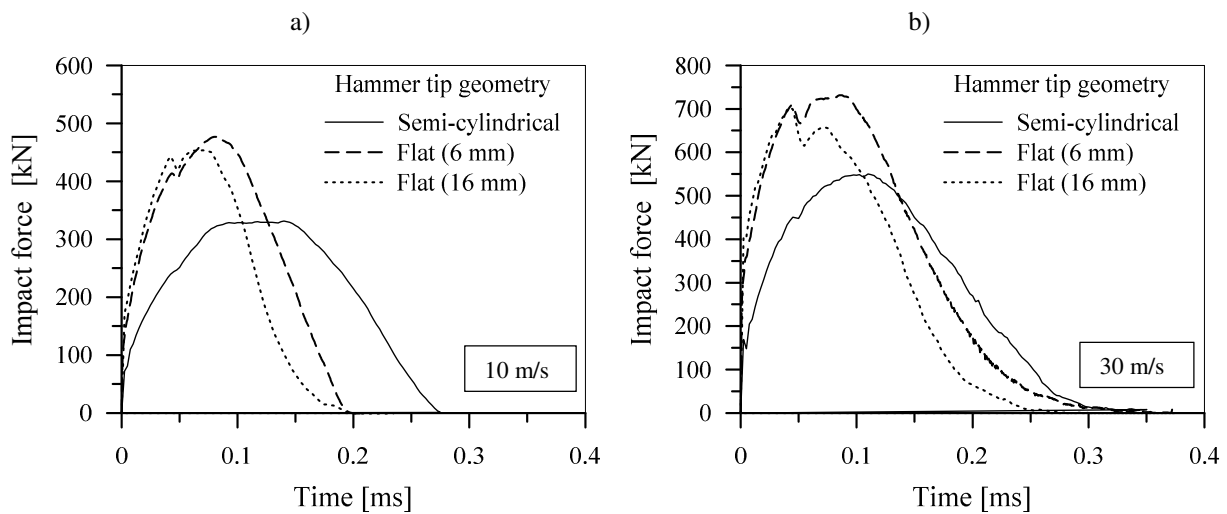 a)
600
500
400
300
200
100
0
Impact force [kN]
Hammer tip geometry
Semi-cylindrical
Flat (6 mm)
Flat (16 mm)
10 m/s
0 0.1 0.2 0.3 0.4
Time [ms]
b)
800
700
600
500
400
300
200
100
0
Impact force [kN]
Hammer tip geometry
Semi-cylindrical
Flat (6 mm)
Flat (16 mm)
30 m/s
0 0.1 0.2 0.3 0.4
Time [ms]